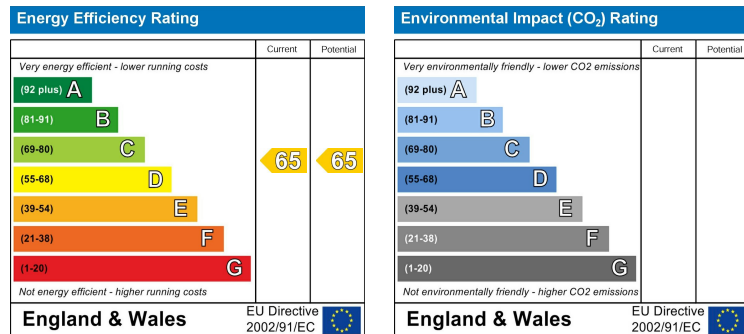 Energy Efficiency Rating
Current Potential
Very energy efficient - lower running costs
(92 plus) A
(81-91) B
(69-80) C
65 65
(55-68) D
(39-54) E
(21-38) F
(1-20) G
Not energy efficient - higher running costs
England & Wales
EU Directive
2002/91/EC
Environmental Impact (CO₂) Rating
Current Potential
Very environmentally friendly - lower CO2 emissions
(92 plus) A
(81-91) B
(69-80) C
(55-68) D
(39-54) E
(21-38) F
(1-20) G
Not environmentally friendly - higher CO2 emissions
England & Wales
EU Directive
2002/91/EC